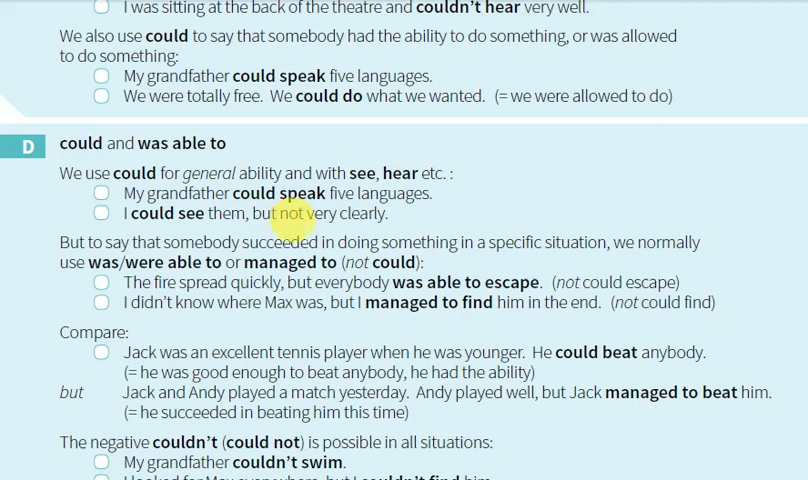 I was sitting at the back of the theatre and couldn't hear very well.
We also use could to say that somebody had the ability to do something, or was allowed
to do something:
My grandfather could speak five languages.
We were totally free. We could do what we wanted. (= we were allowed to do)
D could and was able to
We use could for general ability and with see, hear etc. :
My grandfather could speak five languages.
I could see them, but not very clearly.
But to say that somebody succeeded in doing something in a specific situation, we normally
use was/were able to or managed to (not could):
The fire spread quickly, but everybody was able to escape. (not could escape)
I didn't know where Max was, but I managed to find him in the end. (not could find)
Compare:
Jack was an excellent tennis player when he was younger. He could beat anybody.
(= he was good enough to beat anybody, he had the ability)
but Jack and Andy played a match yesterday. Andy played well, but Jack managed to beat him.
(= he succeeded in beating him this time)
The negative couldn't (could not) is possible in all situations:
My grandfather couldn't swim.
I looked for Max everywhere, but I couldn't find him.